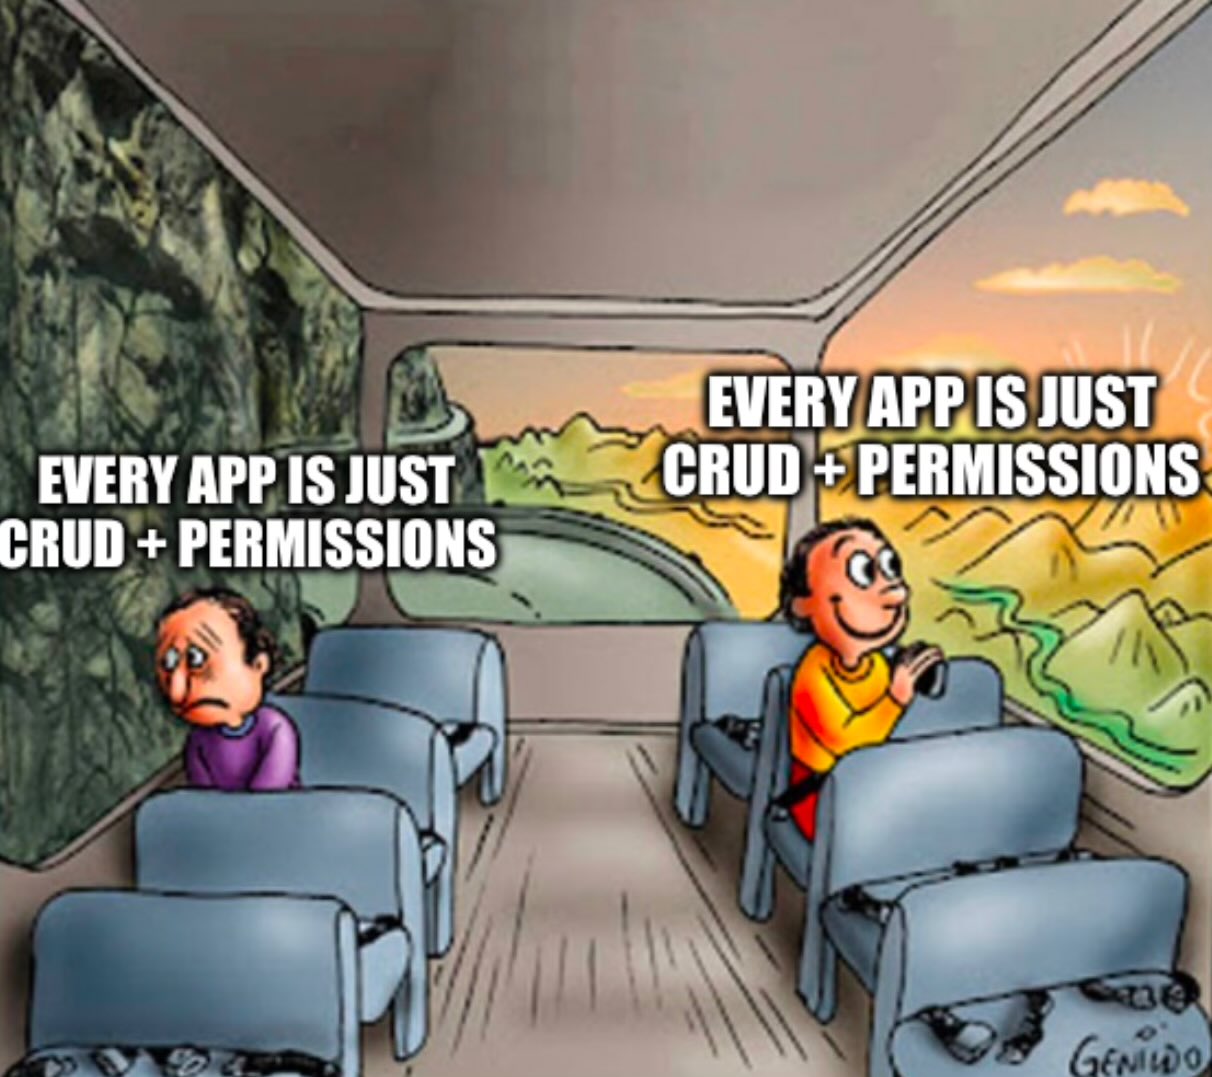 EVERY APP IS JUST
CRUD + PERMISSIONS
EVERY APP IS JUST
CRUD + PERMISSIONS
GENILDO